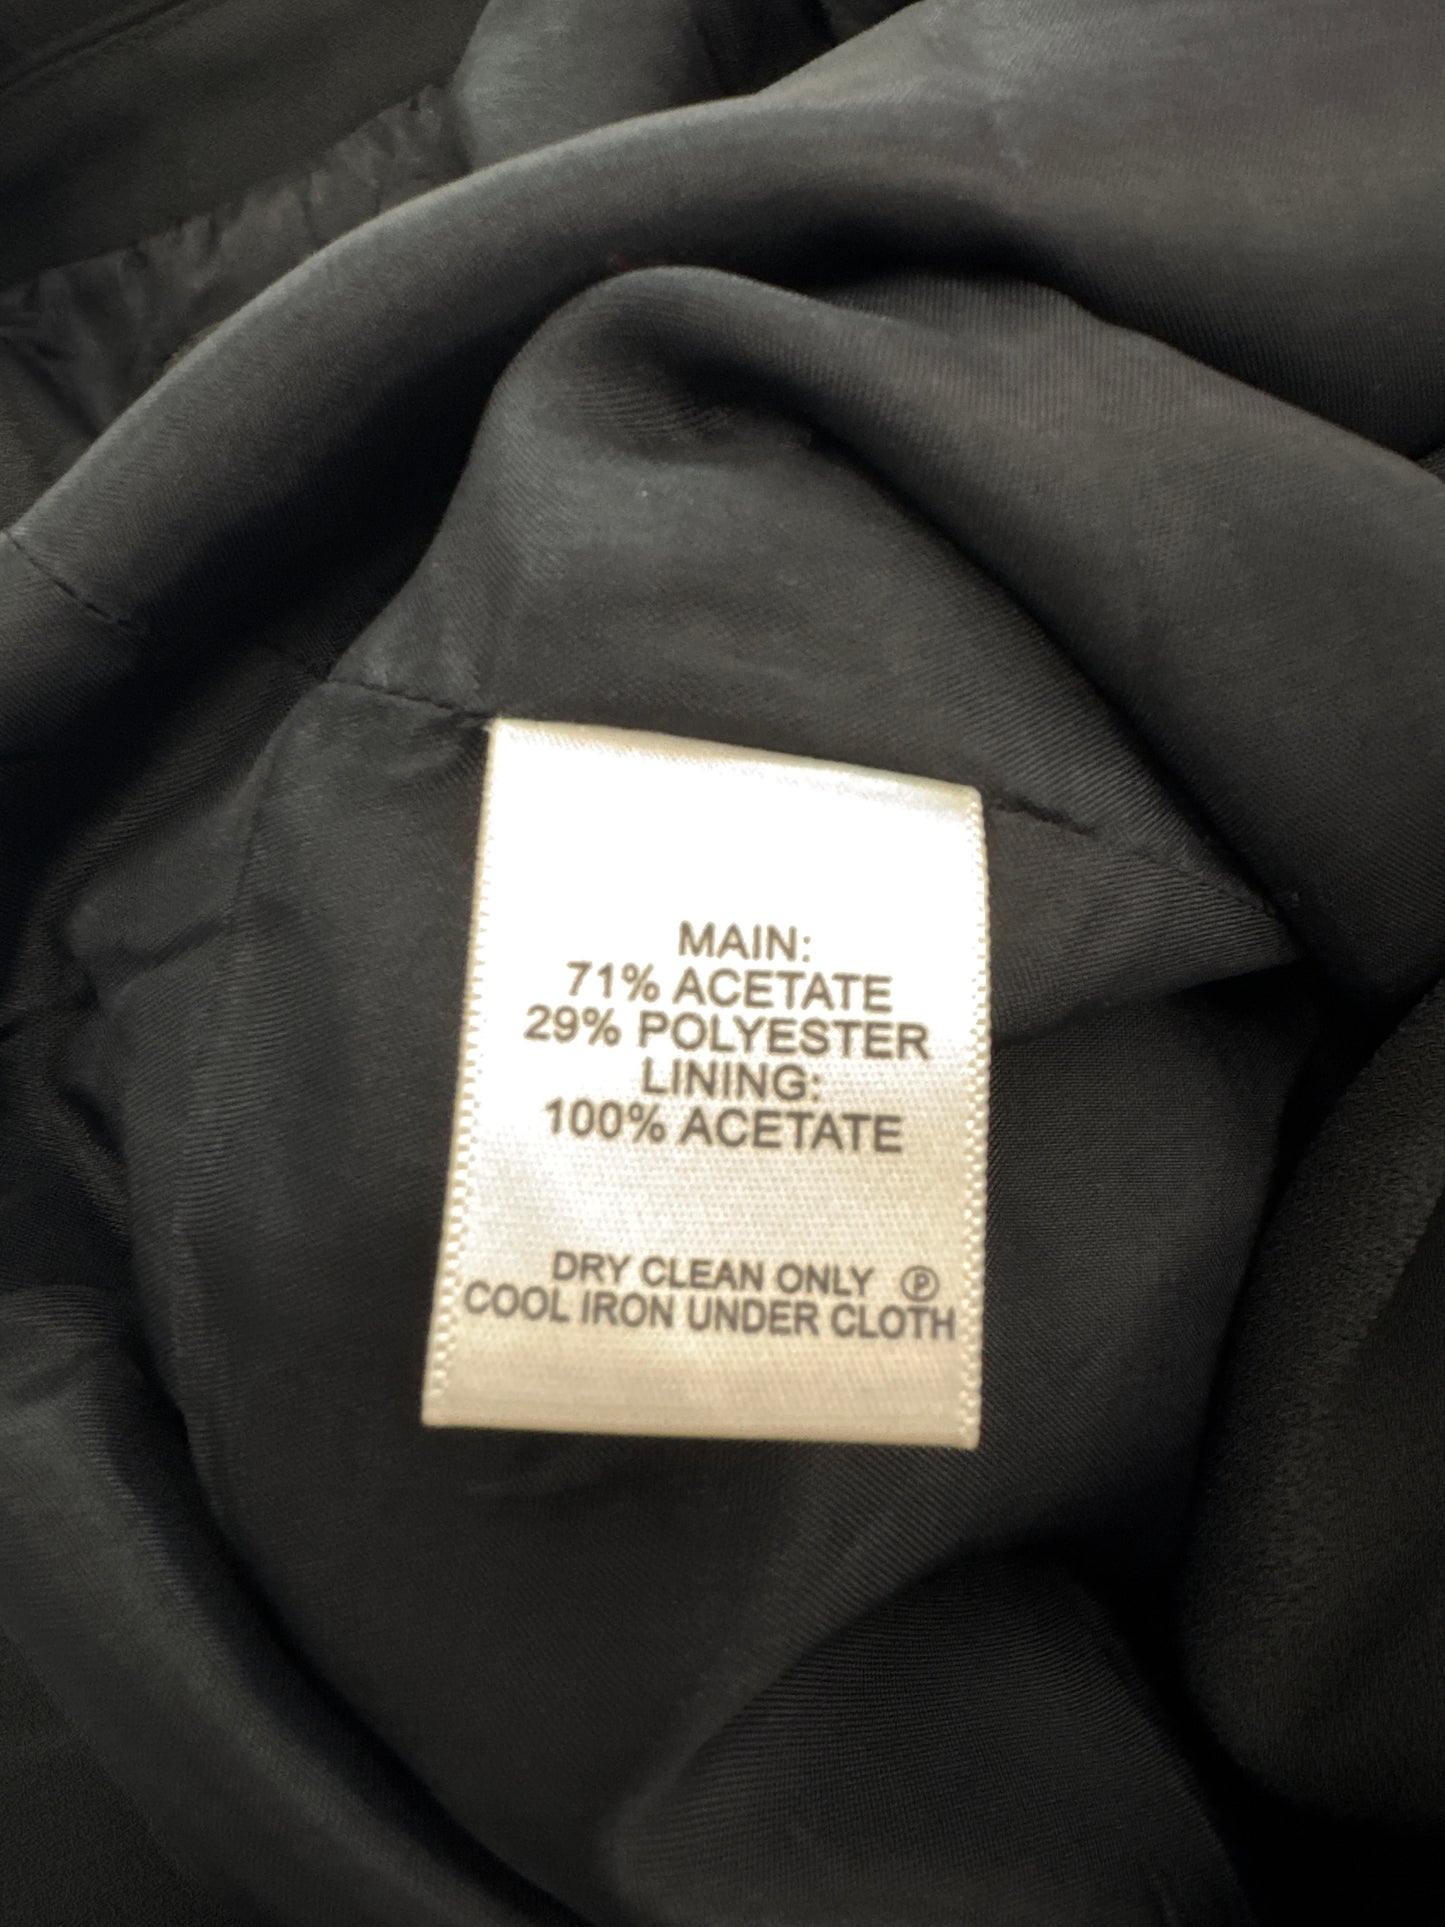 MAIN:
71% ACETATE
29% POLYESTER
LINING:
100% ACETATE
DRY CLEAN ONLY Ⓟ
COOL IRON UNDER CLOTH